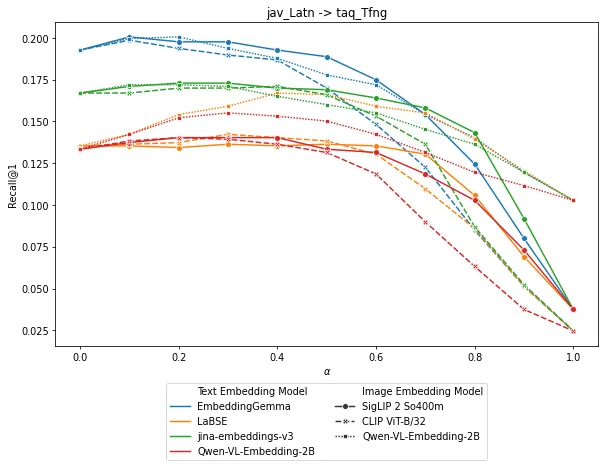 jav_Latn -> taq_Tfng
0.200
0.175
0.150
0.125
0.100
0.075
0.050
0.025
Recall@1
0.0 0.2 0.4 0.6 0.8 1.0
α
Text Embedding Model Image Embedding Model
EmbeddingGemma SigLIP 2 So400m
LaBSE CLIP ViT-B/32
jina-embeddings-v3 Qwen-VL-Embedding-2B
Qwen-VL-Embedding-2B